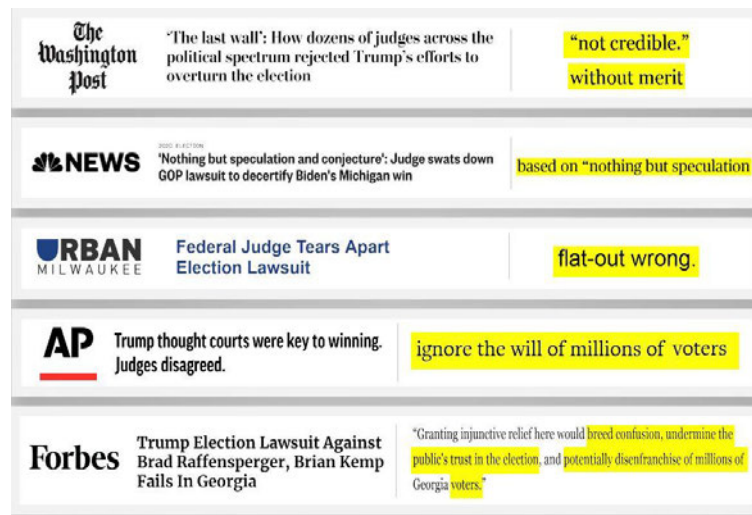 The
Washington
Post
‘The last wall’: How dozens of judges across the
political spectrum rejected Trump’s efforts to
overturn the election
“not credible.”
without merit
NEWS
2020 ELECTION
'Nothing but speculation and conjecture': Judge swats down
GOP lawsuit to decertify Biden's Michigan win
based on “nothing but speculation
URBAN
MILWAUKEE
Federal Judge Tears Apart
Election Lawsuit
flat-out wrong.
AP
Trump thought courts were key to winning.
Judges disagreed.
ignore the will of millions of voters
Forbes
Trump Election Lawsuit Against
Brad Raffensperger, Brian Kemp
Fails In Georgia
“Granting injunctive relief here would breed confusion, undermine the
public’s trust in the election, and potentially disenfranchise of millions of
Georgia voters.”